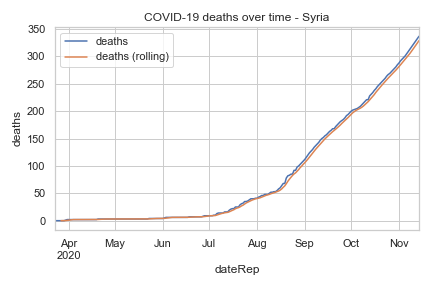 COVID-19 deaths over time - Syria
deaths
deaths (rolling)
350
300
250
200
150
100
50
0
deaths
Apr May Jun Jul Aug Sep Oct Nov
2020
dateRep